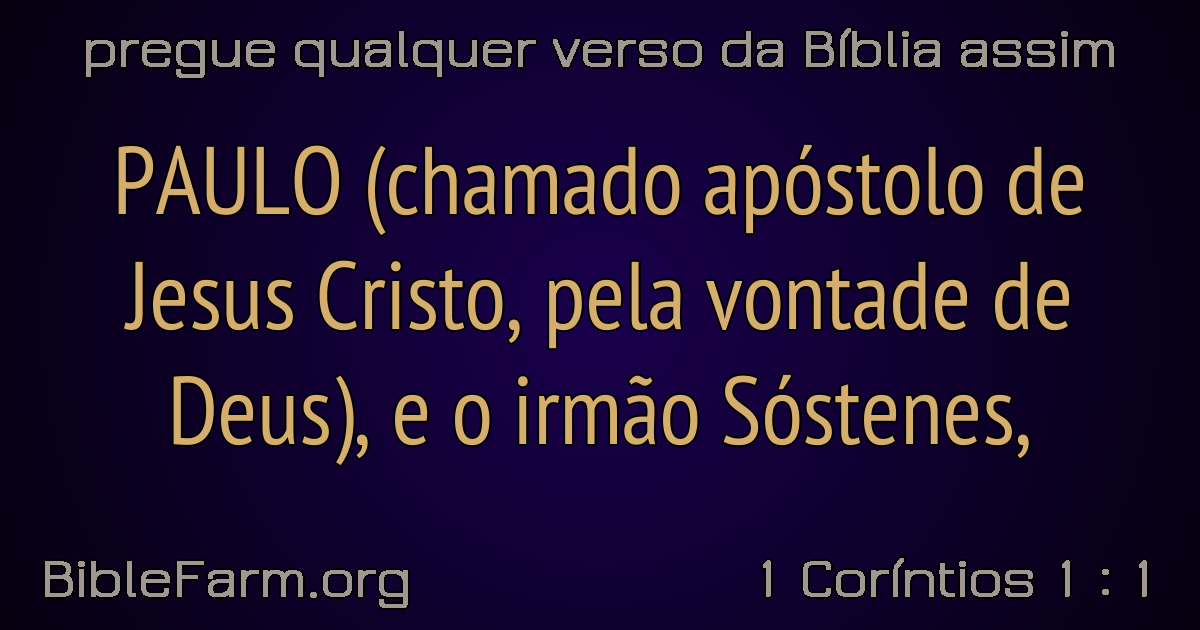 pregue qualquer verso da Bíblia assim
PAULO (chamado apóstolo de
Jesus Cristo, pela vontade de
Deus), e o irmão Sóstenes,
BibleFarm.org
1 Coríntios 1 : 1